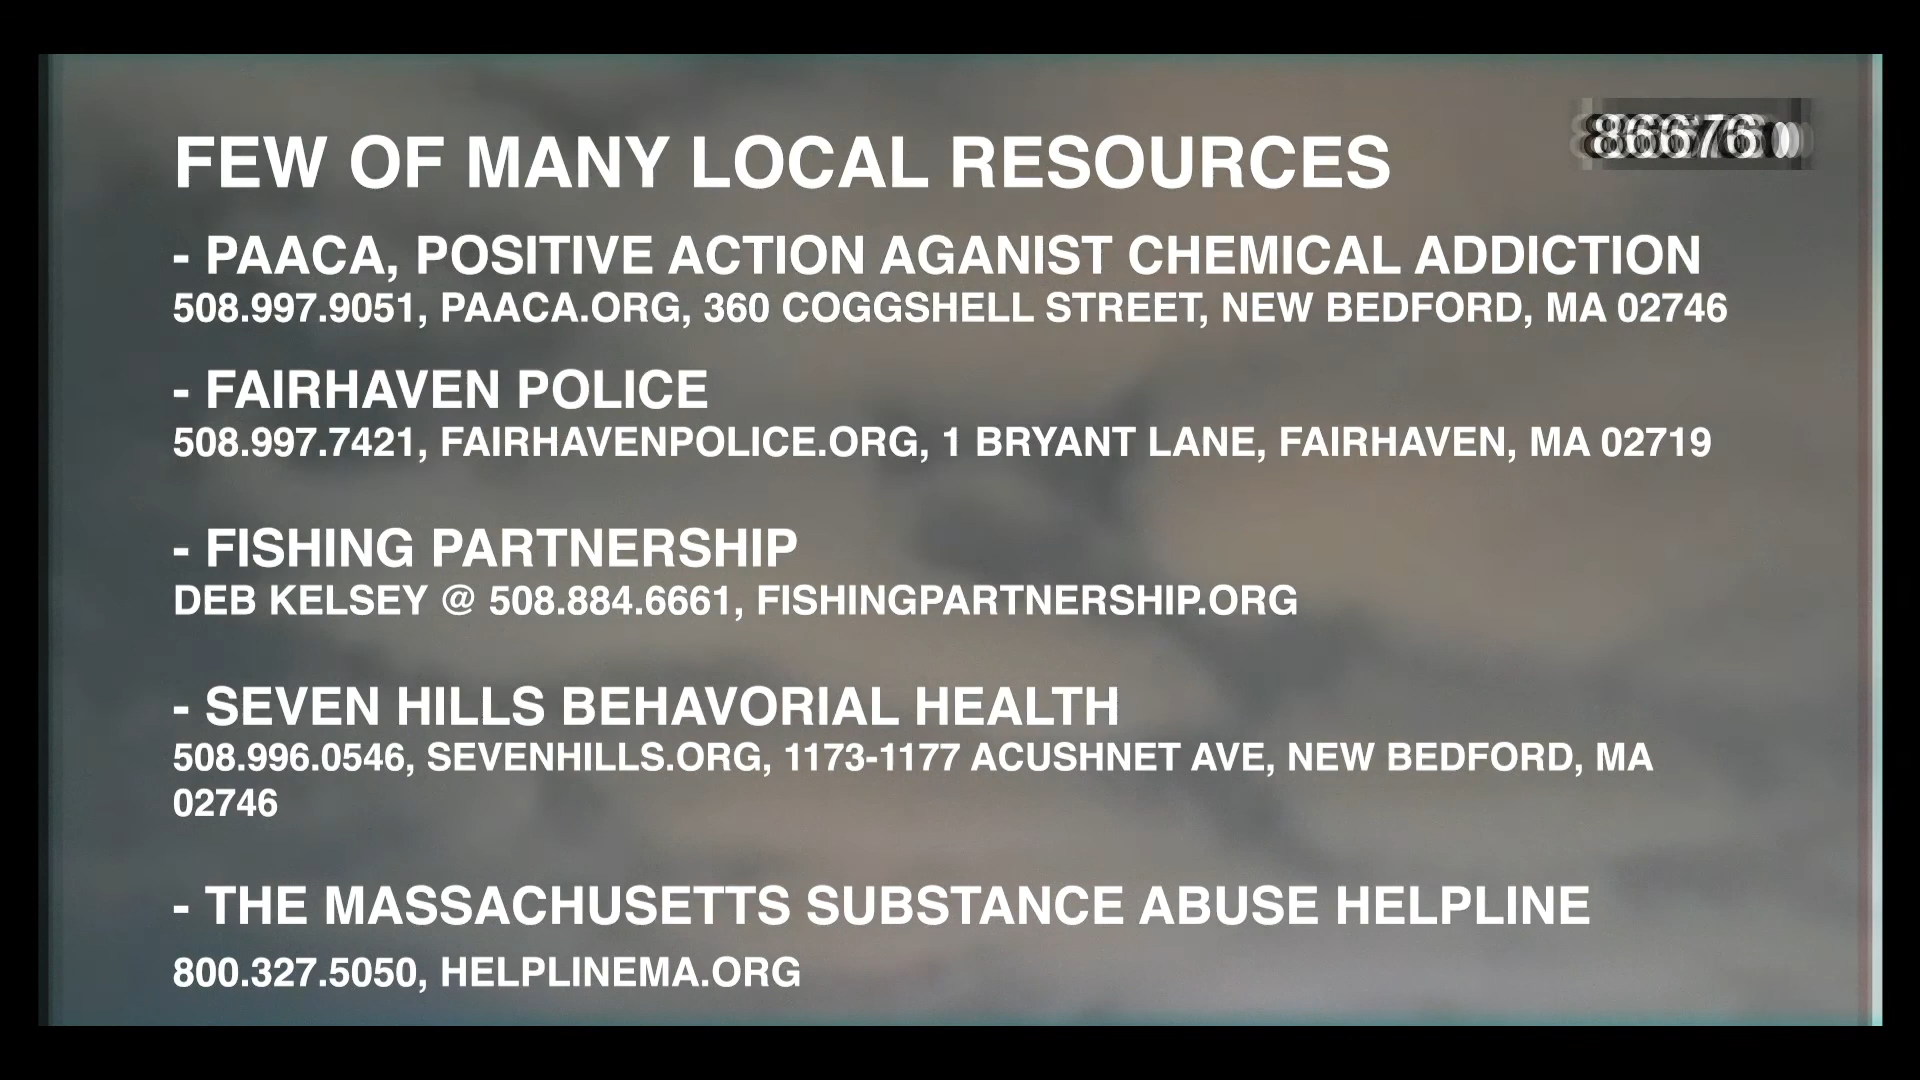 FEW OF MANY LOCAL RESOURCES
- PAACA, POSITIVE ACTION AGANIST CHEMICAL ADDICTION
508.997.9051, PAACA.ORG, 360 COGGSHELL STREET, NEW BEDFORD, MA 02746
- FAIRHAVEN POLICE
508.997.7421, FAIRHAVENPOLICE.ORG, 1 BRYANT LANE, FAIRHAVEN, MA 02719
- FISHING PARTNERSHIP
DEB KELSEY @ 508.884.6661, FISHINGPARTNERSHIP.ORG
- SEVEN HILLS BEHAVORIAL HEALTH
508.996.0546, SEVENHILLS.ORG, 1173-1177 ACUSHNET AVE, NEW BEDFORD, MA
02746
- THE MASSACHUSETTS SUBSTANCE ABUSE HELPLINE
800.327.5050, HELPLINEMA.ORG